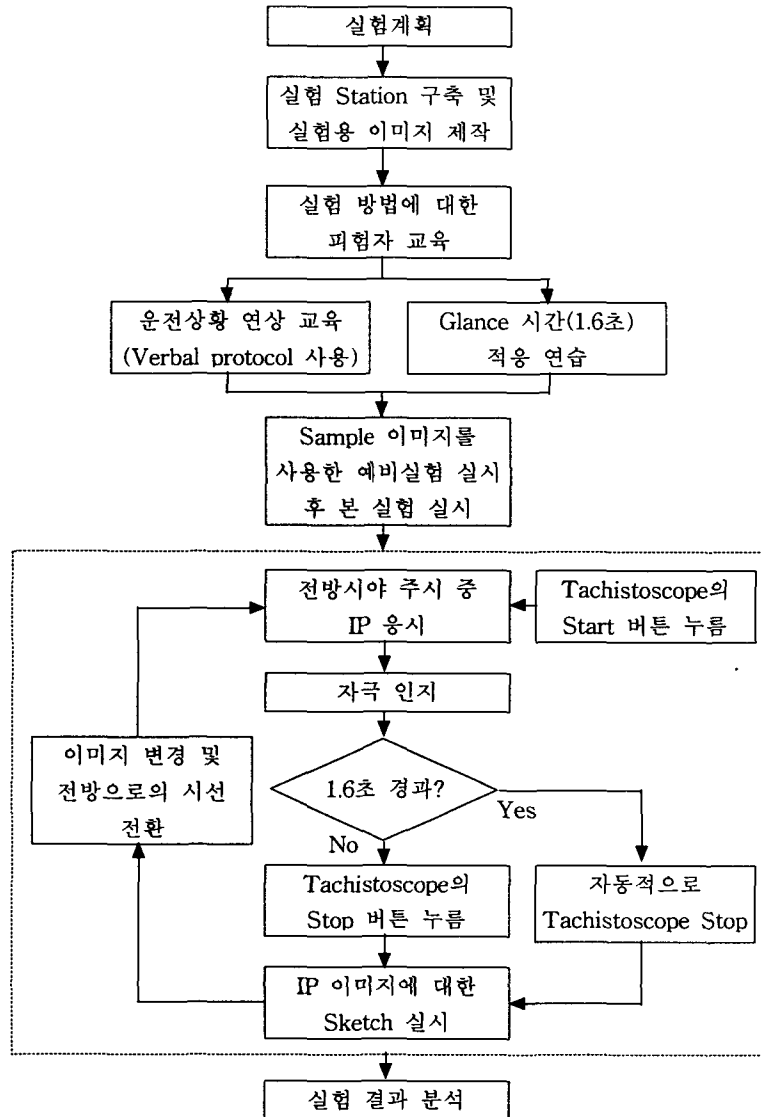 실험계획
실험 Station 구축 및
실험용 이미지 제작
실험 방법에 대한
피험자 교육
운전상황 연상 교육
(Verbal protocol 사용)
Glance 시간(1.6초)
적응 연습
Sample 이미지를
사용한 예비실험 실시
후 본 실험 실시
전방시야 주시 중
IP 응시
Tachistoscope의
Start 버튼 누름
자극 인지
이미지 변경 및
전방으로의 시선
전환
1.6초 경과?
Yes
No
Tachistoscope의
Stop 버튼 누름
자동적으로
Tachistoscope Stop
IP 이미지에 대한
Sketch 실시
실험 결과 분석